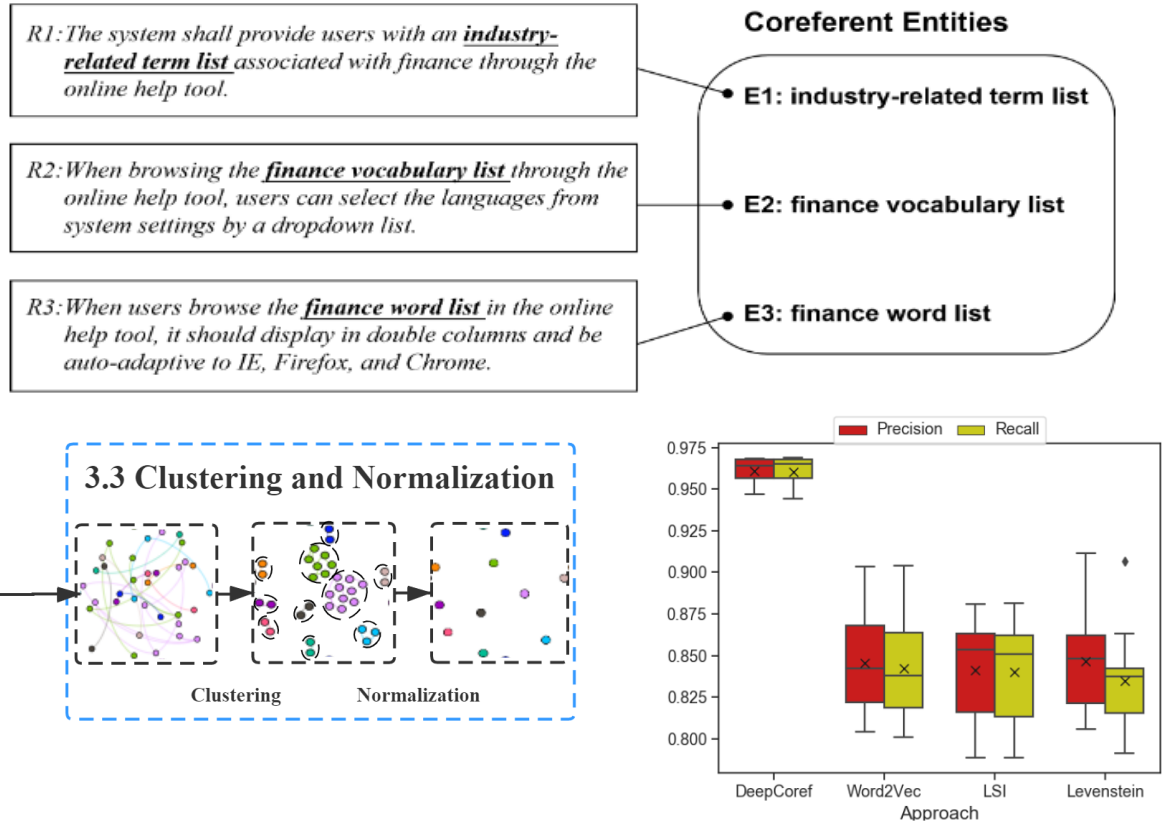 R1: The system shall provide users with an industry-
related term list associated with finance through the
online help tool.
R2: When browsing the finance vocabulary list through the
online help tool, users can select the languages from
system settings by a dropdown list.
R3: When users browse the finance word list in the online
help tool, it should display in double columns and be
auto-adaptive to IE, Firefox, and Chrome.
Coreferent Entities
E1: industry-related term list
E2: finance vocabulary list
E3: finance word list
3.3 Clustering and Normalization
Clustering
Normalization
Precision
Recall
0.975
0.950
0.925
0.900
0.875
0.850
0.825
0.800
DeepCoref
Word2Vec
LSI
Levenstein
Approach